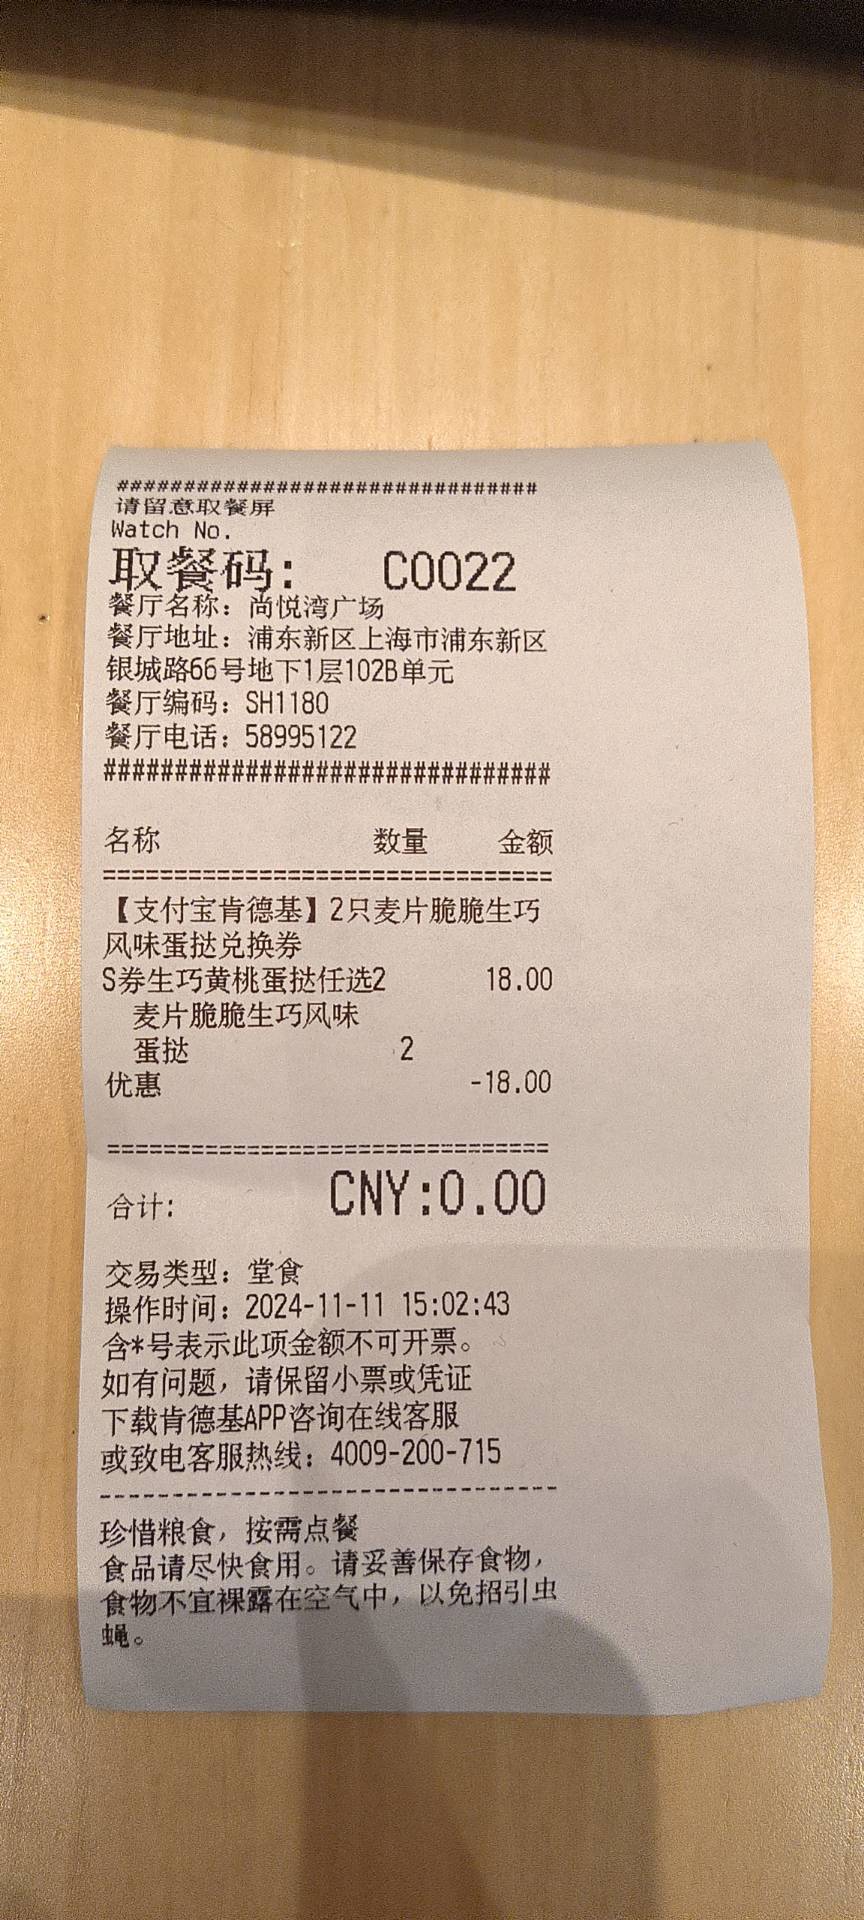 ################################
请留意取餐屏
Watch No.
取餐码: C0022
餐厅名称: 尚悦湾广场
餐厅地址: 浦东新区上海市浦东新区
银城路66号地下1层102B单元
餐厅编码: SH1180
餐厅电话: 58995122
################################
名称 数量 金额
================================
【支付宝肯德基】2只麦片脆脆生巧
风味蛋挞兑换券
S券生巧黄桃蛋挞任选2 18.00
麦片脆脆生巧风味
蛋挞 2
优惠 -18.00
================================
合计: CNY:0.00
交易类型: 堂食
操作时间: 2024-11-11 15:02:43
含*号表示此项金额不可开票。
如有问题, 请保留小票或凭证
下载肯德基APP咨询在线客服
或致电客服热线: 4009-200-715
--------------------------------
珍惜粮食, 按需点餐
食品请尽快食用。请妥善保存食物,
食物不宜裸露在空气中, 以免招引虫
蝇。